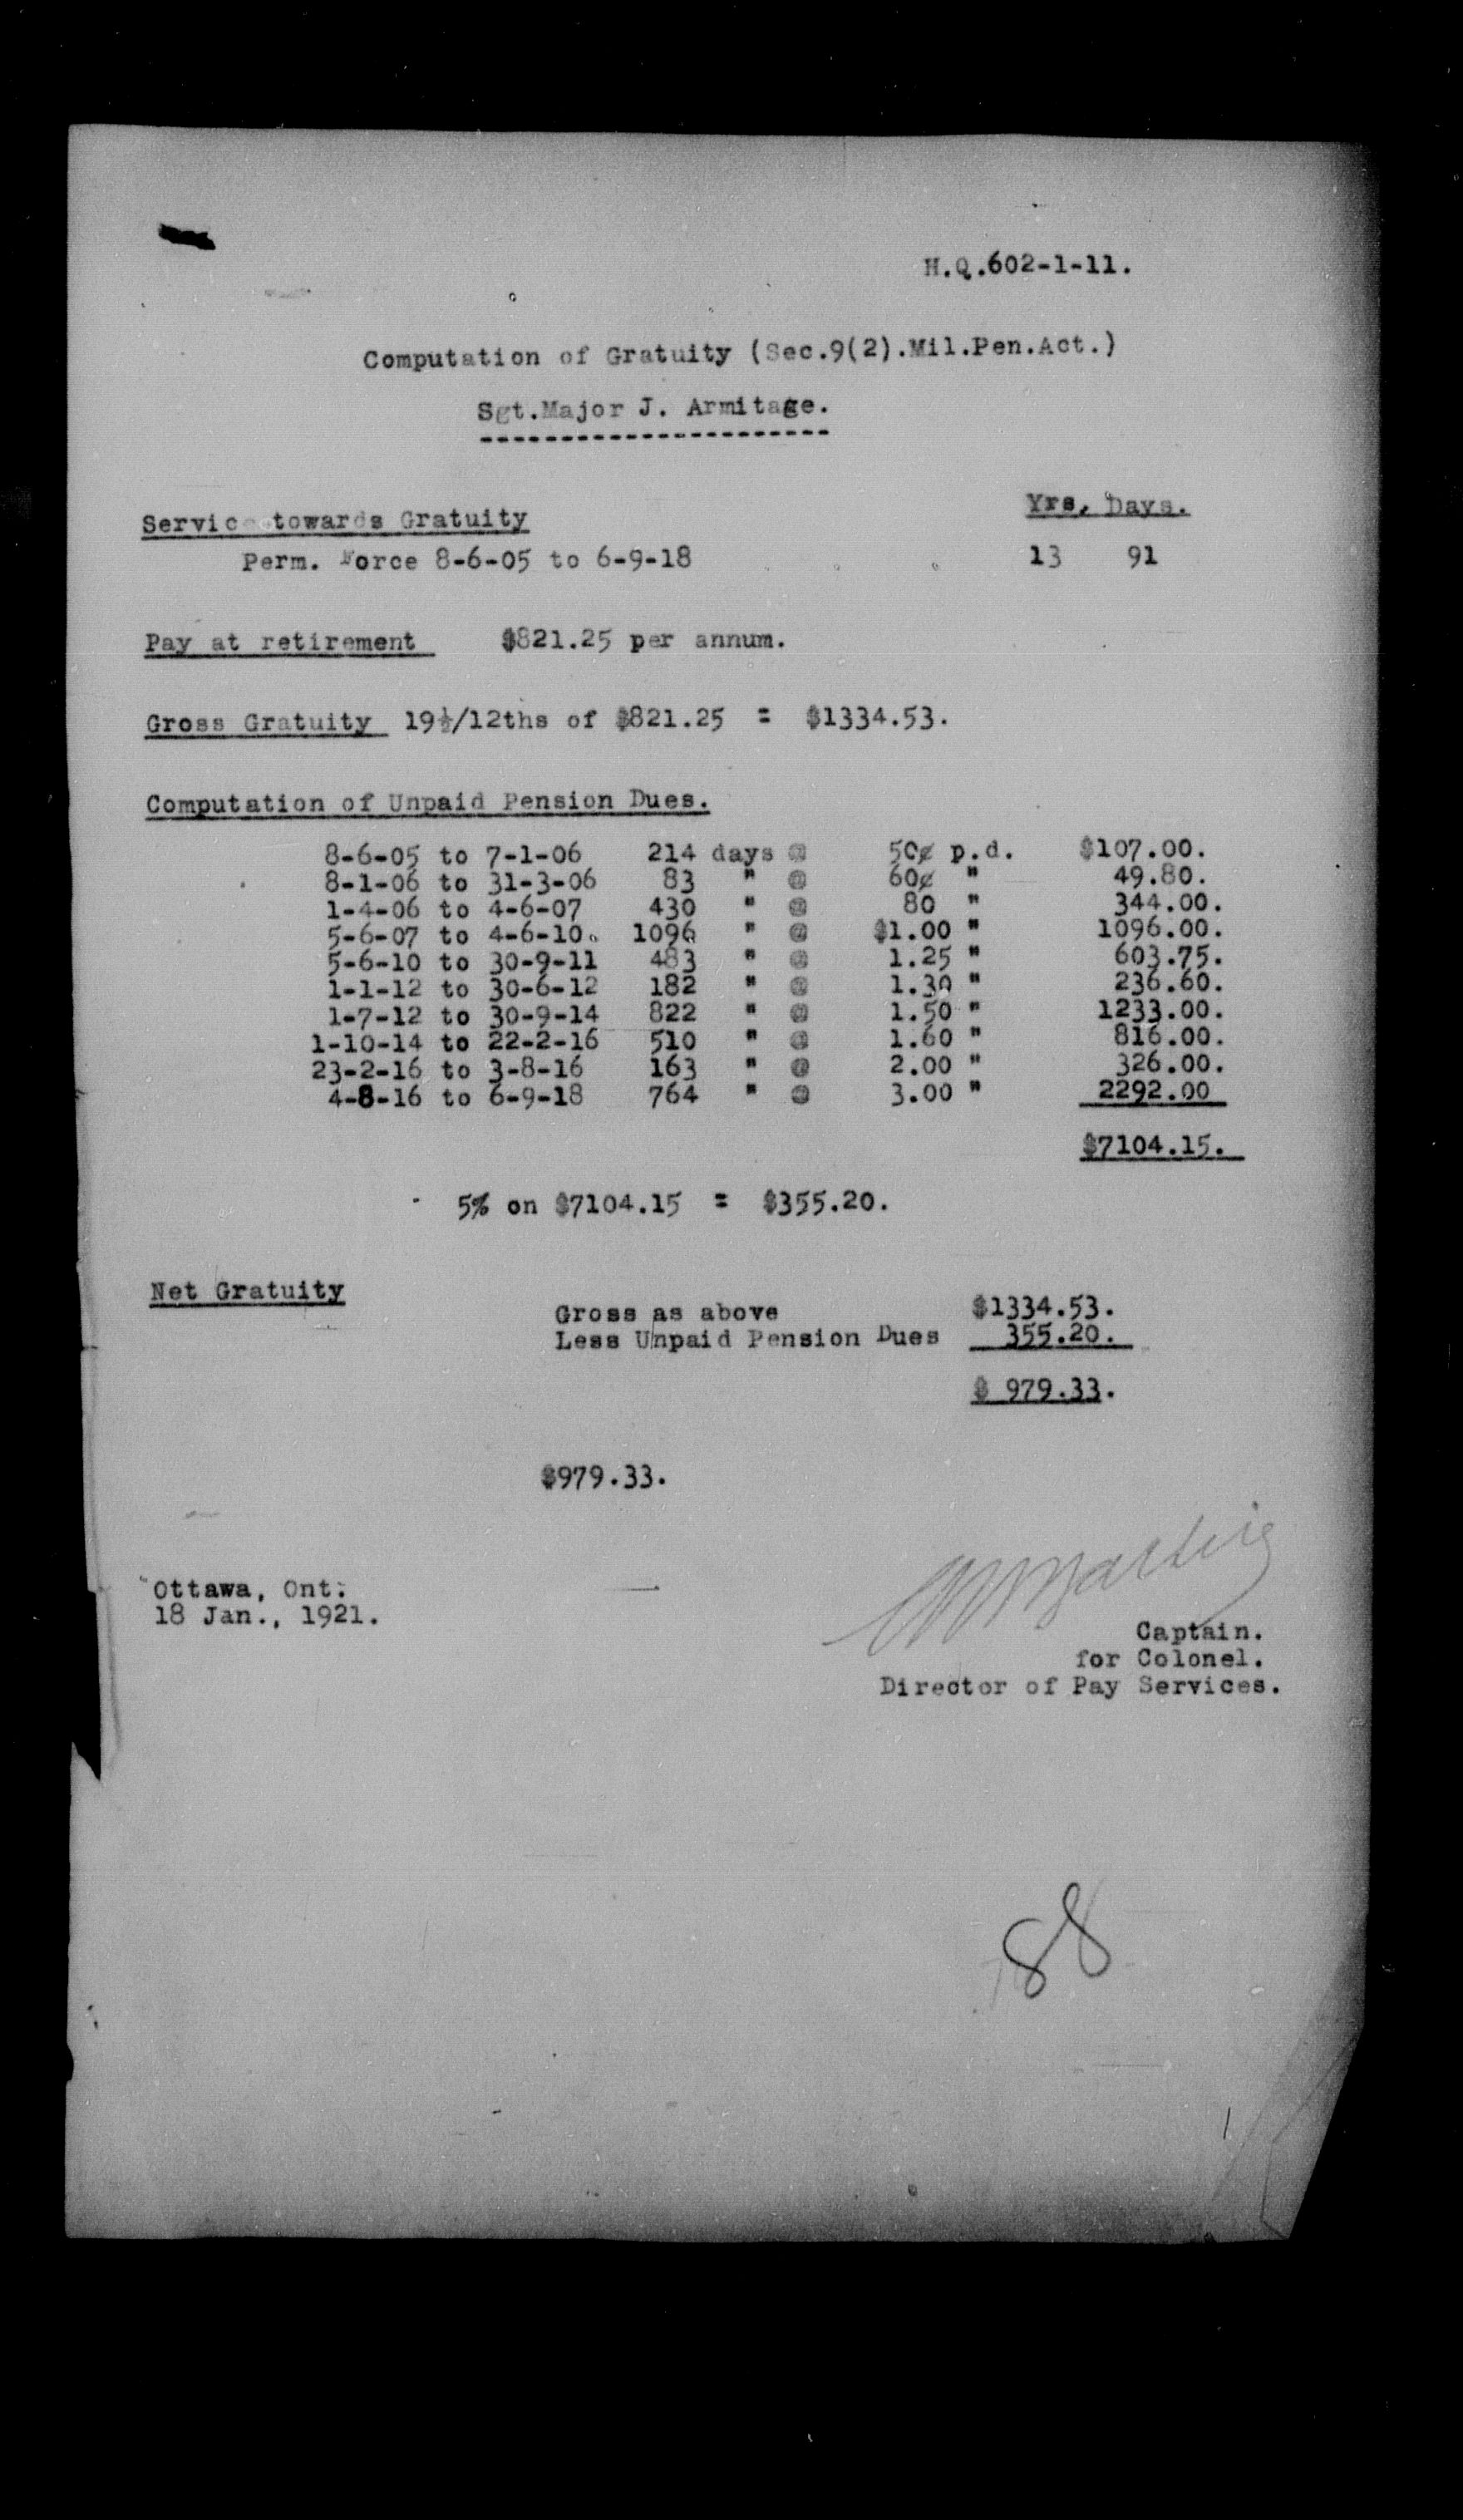 H.Q.602-1-11.
Computation of Gratuity (Sec.9(2).Mil.Pen.Act.)
Sgt.Major J. Armitage.
Yrs. Days.
Service towards Gratuity
Perm. Force 8-6-05 to 6-9-18 13 91
Pay at retirement $821.25 per annum.
Gross Gratuity 19½/12ths of $821.25 = $1334.53.
Computation of Unpaid Pension Dues.
8-6-05 to 7-1-06 214 days @ 50¢ p.d. $107.00.
8-1-06 to 31-3-06 83 " @ 60¢ " 49.80.
1-4-06 to 4-6-07 430 " @ 80 " 344.00.
5-6-07 to 4-6-10. 1096 " @ $1.00 " 1096.00.
5-6-10 to 30-9-11 483 " @ 1.25 " 603.75.
1-1-12 to 30-6-12 182 " @ 1.30 " 236.60.
1-7-12 to 30-9-14 822 " @ 1.50 " 1233.00.
1-10-14 to 22-2-16 510 " @ 1.60 " 816.00.
23-2-16 to 3-8-16 163 " @ 2.00 " 326.00.
4-8-16 to 6-9-18 764 " @ 3.00 " 2292.00
$7104.15.
5% on $7104.15 = $355.20.
Net Gratuity
Gross as above $1334.53.
Less Unpaid Pension Dues 355.20.
$ 979.33.
$979.33.
Ottawa, Ont.
18 Jan., 1921.
Captain.
for Colonel.
Director of Pay Services.
88